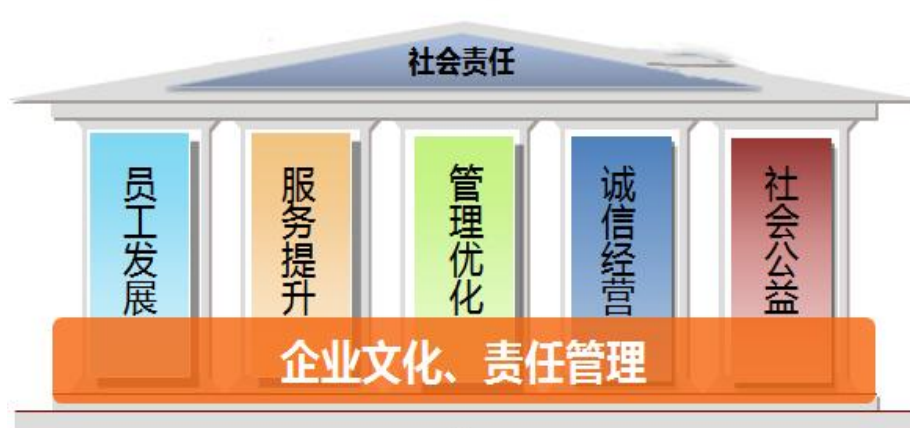 社会责任
员工发展
服务提升
管理优化
诚信经营
社会公益
企业文化、责任管理